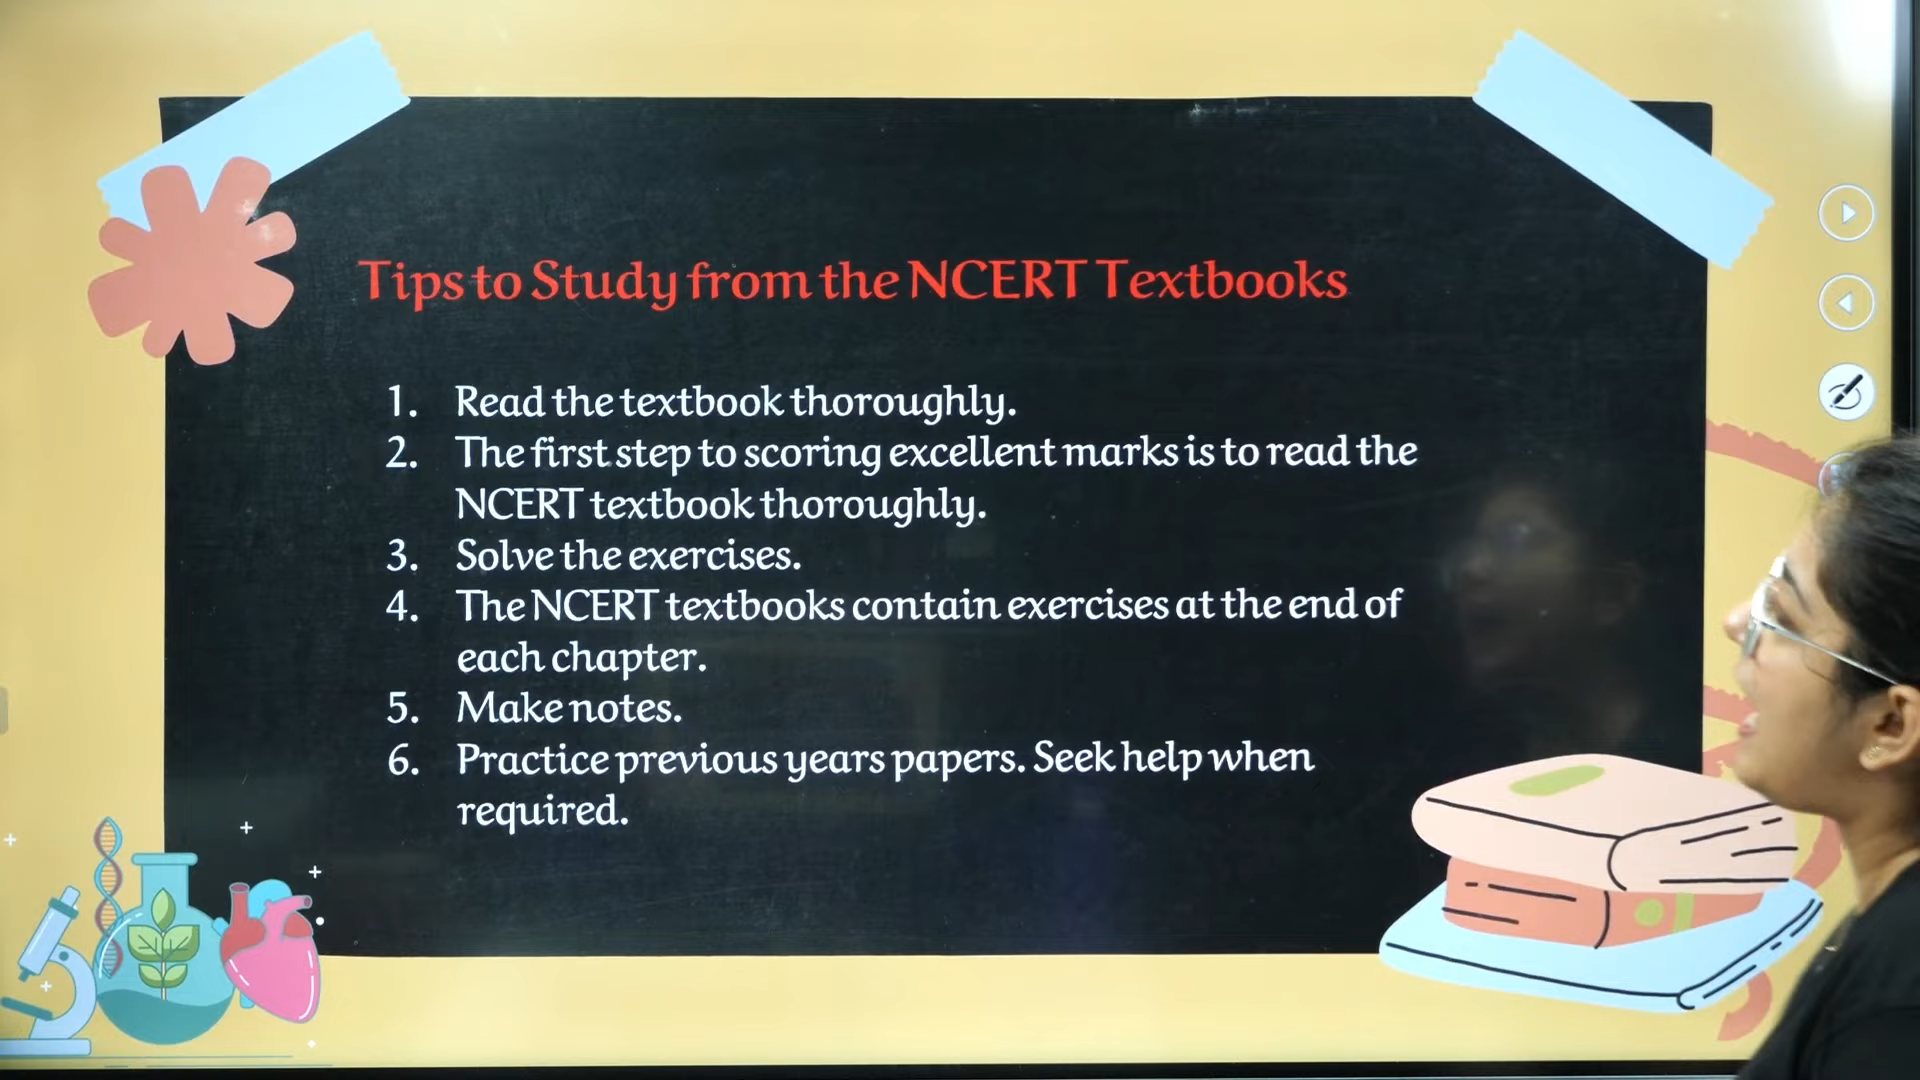 Tips to Study from the NCERT Textbooks
1. Read the textbook thoroughly.
2. The first step to scoring excellent marks is to read the
NCERT textbook thoroughly.
3. Solve the exercises.
4. The NCERT textbooks contain exercises at the end of
each chapter.
5. Make notes.
6. Practice previous years papers. Seek help when
required.